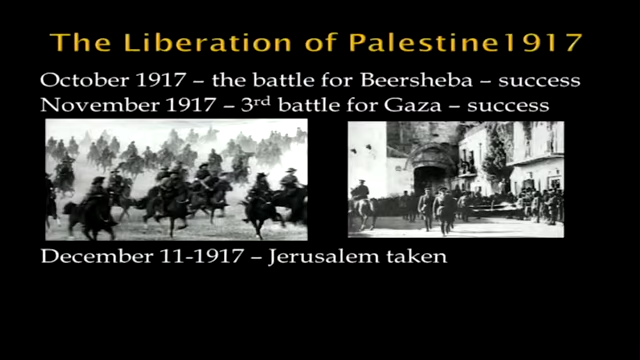 The Liberation of Palestine1917
October 1917 – the battle for Beersheba – success
November 1917 – 3rd battle for Gaza – success
December 11-1917 – Jerusalem taken